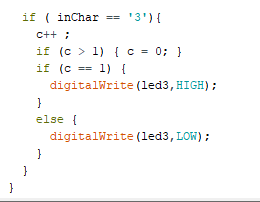 if ( inChar == '3'){
c++ ;
if (c > 1) { c = 0; }
if (c == 1) {
digitalWrite(led3,HIGH);
}
else {
digitalWrite(led3,LOW);
}
}
}